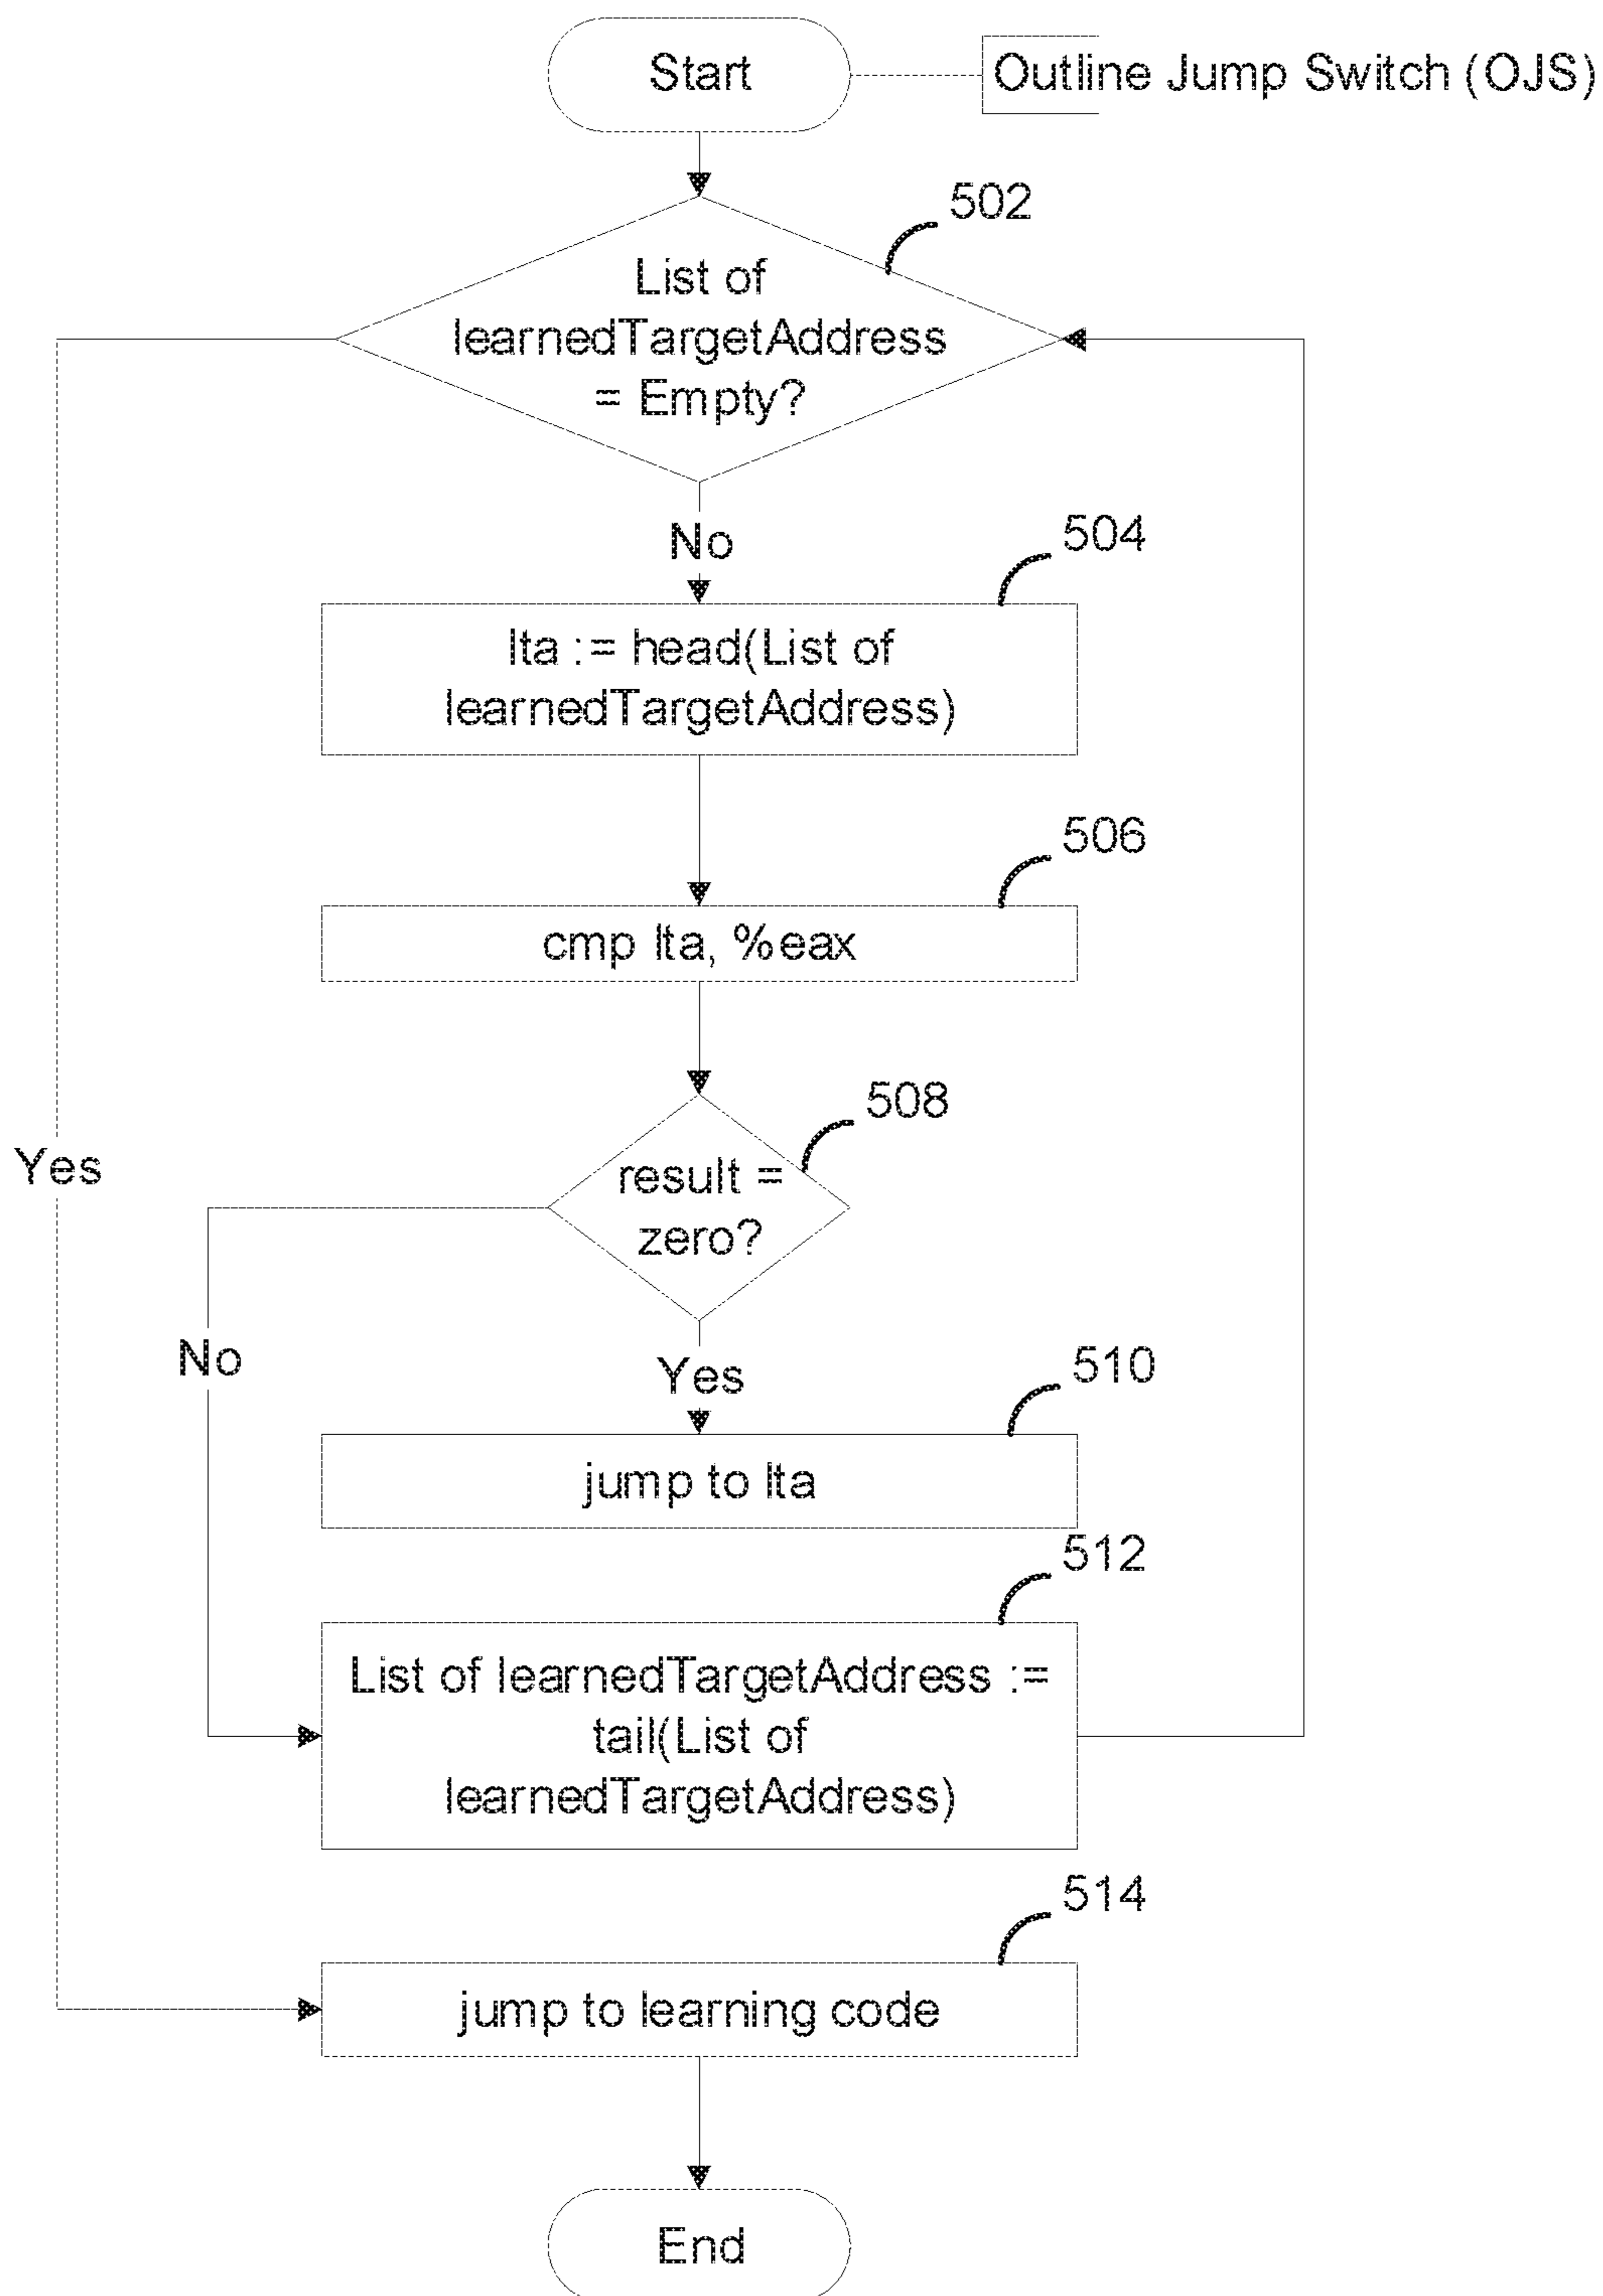 Start
Outline Jump Switch (OJS)
502
List of
learnedTargetAddress
= Empty?
No
504
lta := head(List of
learnedTargetAddress)
506
cmp lta, %eax
508
result =
zero?
Yes
No
Yes
510
jump to lta
512
List of learnedTargetAddress :=
tail(List of
learnedTargetAddress)
514
jump to learning code
End